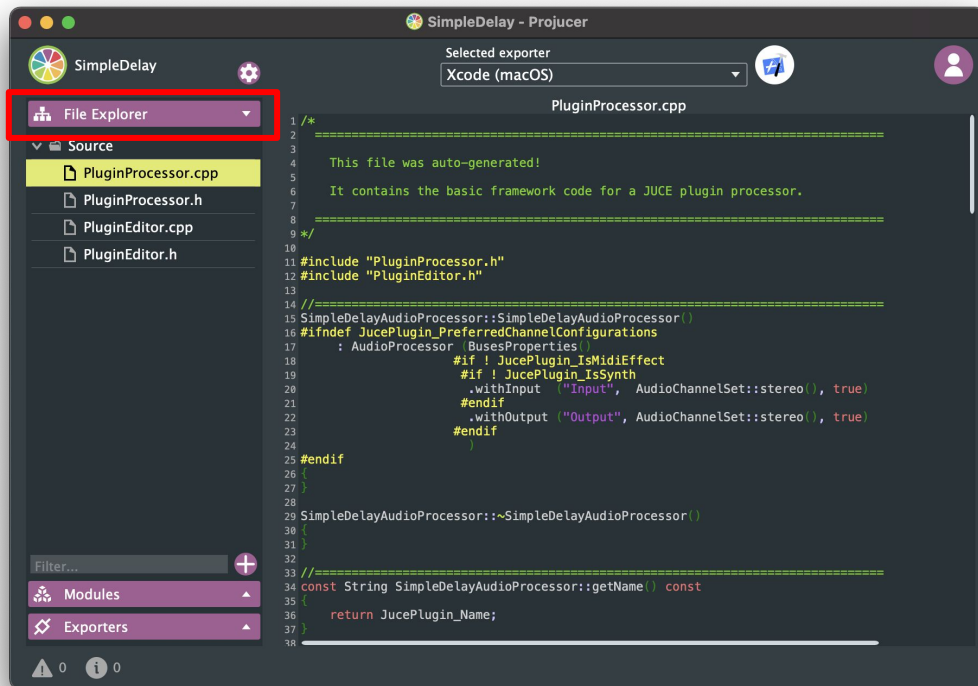 SimpleDelay - Projucer
SimpleDelay
Selected exporter
Xcode (macOS)
File Explorer
Source
PluginProcessor.cpp
PluginProcessor.h
PluginEditor.cpp
PluginEditor.h
Filter...
Modules
Exporters
0 0
PluginProcessor.cpp
1 /*
2   ==============================================================================
3
4     This file was auto-generated!
5
6     It contains the basic framework code for a JUCE plugin processor.
7
8   ==============================================================================
9 */
10
11 #include "PluginProcessor.h"
12 #include "PluginEditor.h"
13
14 //==============================================================================
15 SimpleDelayAudioProcessor::SimpleDelayAudioProcessor()
16 #ifndef JucePlugin_PreferredChannelConfigurations
17      : AudioProcessor (BusesProperties()
18                      #if ! JucePlugin_IsMidiEffect
19                       #if ! JucePlugin_IsSynth
20                        .withInput  ("Input", AudioChannelSet::stereo(), true)
21                       #endif
22                        .withOutput ("Output", AudioChannelSet::stereo(), true)
23                      #endif
24                        )
25 #endif
26 {
27 }
28
29 SimpleDelayAudioProcessor::~SimpleDelayAudioProcessor()
30 {
31 }
32
33 //==============================================================================
34 const String SimpleDelayAudioProcessor::getName() const
35 {
36     return JucePlugin_Name;
37 }
38